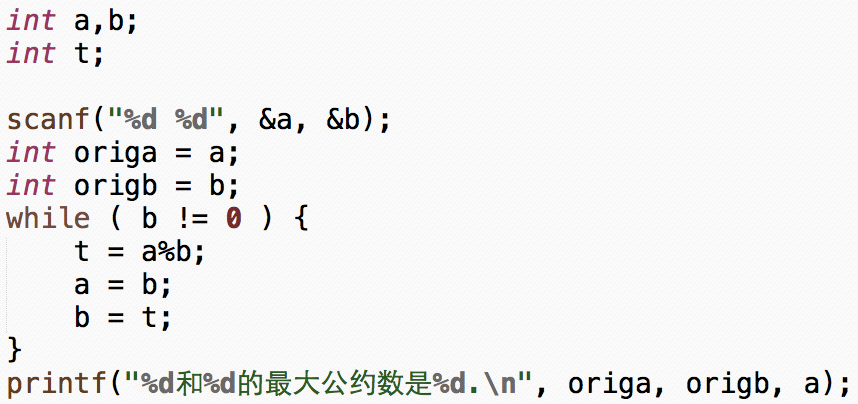 int a,b;
int t;

scanf("%d %d", &a, &b);
int origa = a;
int origb = b;
while ( b != 0 ) {
    t = a%b;
    a = b;
    b = t;
}
printf("%d和%d的最大公约数是%d.\n", origa, origb, a);